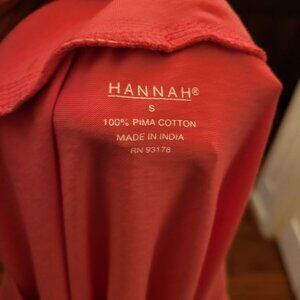 HANNAH®
S
100% PIMA COTTON
MADE IN INDIA
RN 93178